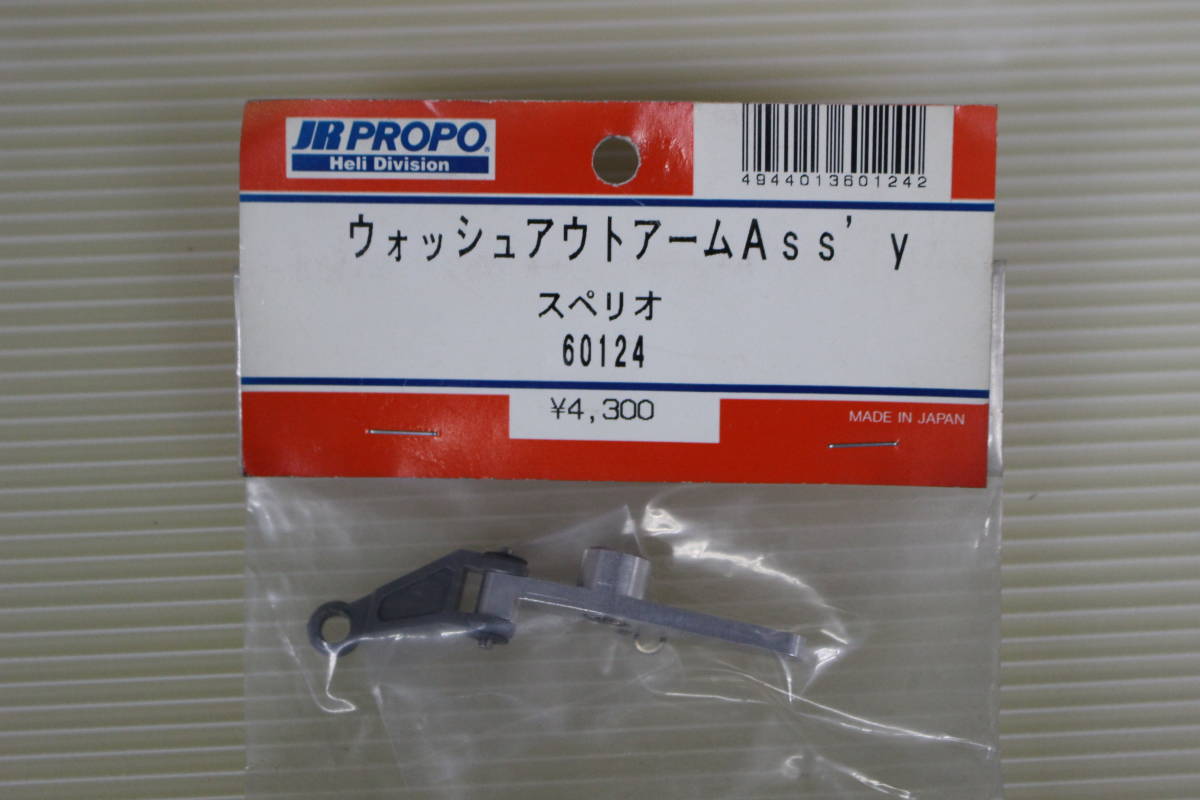 JR PROPO®
Heli Division
4944013601242
ウォッシュアウトアームAss'y
スペリオ
60124
¥4,300
MADE IN JAPAN